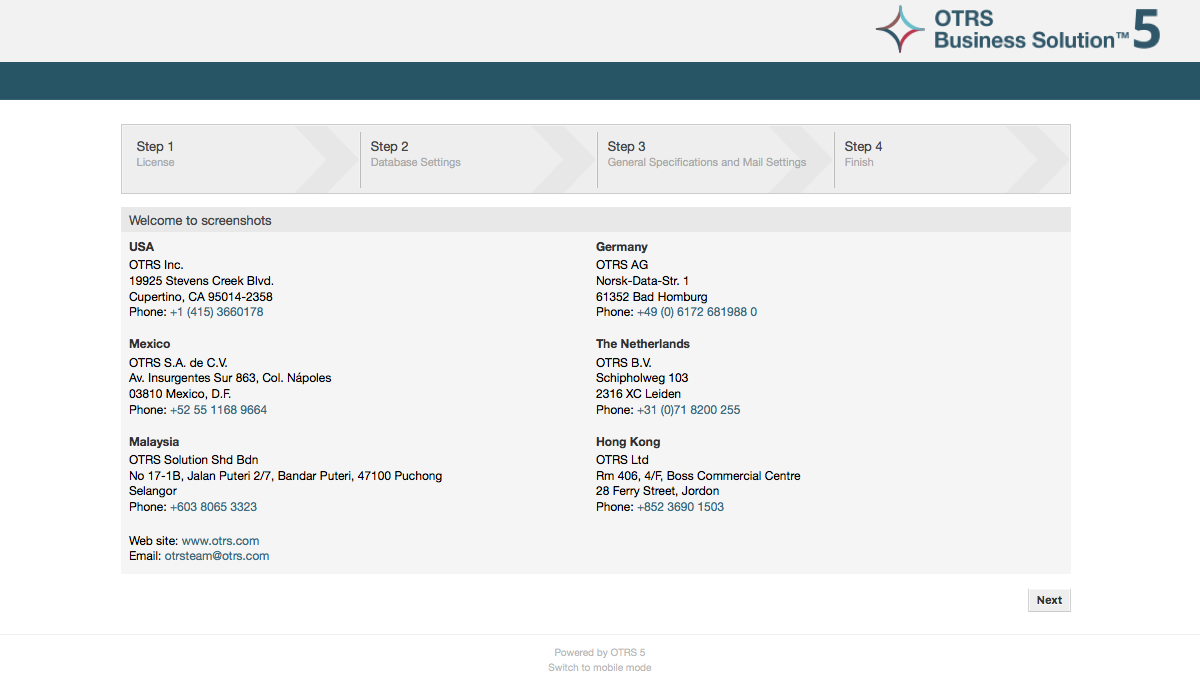 OTRS
Business Solution™ 5
Step 1
License
Step 2
Database Settings
Step 3
General Specifications and Mail Settings
Step 4
Finish
Welcome to screenshots
USA
OTRS Inc.
19925 Stevens Creek Blvd.
Cupertino, CA 95014-2358
Phone: +1 (415) 3660178
Germany
OTRS AG
Norsk-Data-Str. 1
61352 Bad Homburg
Phone: +49 (0) 6172 681988 0
Mexico
OTRS S.A. de C.V.
Av. Insurgentes Sur 863, Col. Nápoles
03810 Mexico, D.F.
Phone: +52 55 1168 9664
The Netherlands
OTRS B.V.
Schipholweg 103
2316 XC Leiden
Phone: +31 (0)71 8200 255
Malaysia
OTRS Solution Shd Bdn
No 17-1B, Jalan Puteri 2/7, Bandar Puteri, 47100 Puchong
Selangor
Phone: +603 8065 3323
Hong Kong
OTRS Ltd
Rm 406, 4/F, Boss Commercial Centre
28 Ferry Street, Jordon
Phone: +852 3690 1503
Web site: www.otrs.com
Email: otrsteam@otrs.com
Next
Powered by OTRS 5
Switch to mobile mode